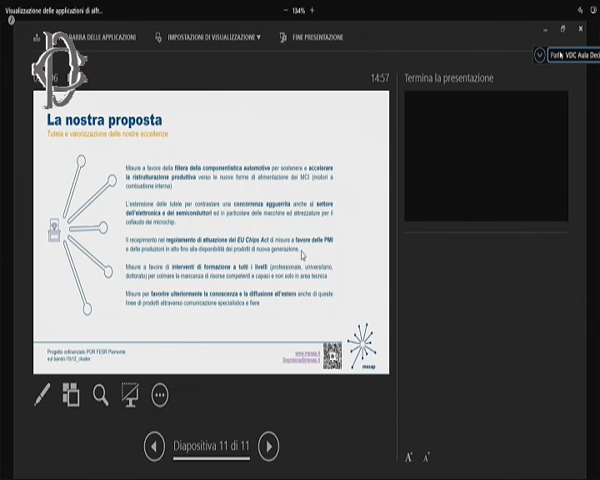 Visualizzazione delle applicazioni di altr...
134%
BARRA DELLE APPLICAZIONI
IMPOSTAZIONI DI VISUALIZZAZIONE
FINE PRESENTAZIONE
VDC Aula Deci
14:57
Termina la presentazione
La nostra proposta
Tutela e valorizzazione delle nostre eccellenze
Misure a favore della filiera della componentistica automotive per sostenere e accelerare
la ristrutturazione produttiva verso le nuove forme di alimentazione dei MCI (motori a
combustione interna)
L'estensione delle tutele per contrastare una concorrenza agguerrita anche al settore
dell'elettronica e dei semiconduttori ed in particolare delle macchine ed attrezzature per il
collaudo dei microchip.
Il recepimento nel regolamento di attuazione del EU Chips Act di misure a favore delle PMI
e delle produzioni in atto fino alla disponibilità dei prodotti di nuova generazione.
Misure a favore di interventi di formazione a tutti i livelli (professionale, universitario,
dottorato) per colmare la mancanza di risorse competenti e capaci e non solo in area tecnica
Misure per favorire ulteriormente la conoscenza e la diffusione all'estero anche di queste
linee di prodotti attraverso comunicazione specialistica e fiere
Progetto cofinanziato POR FESR Piemonte
www.mesap.it
mesap
Diapositiva 11 di 11
A
A